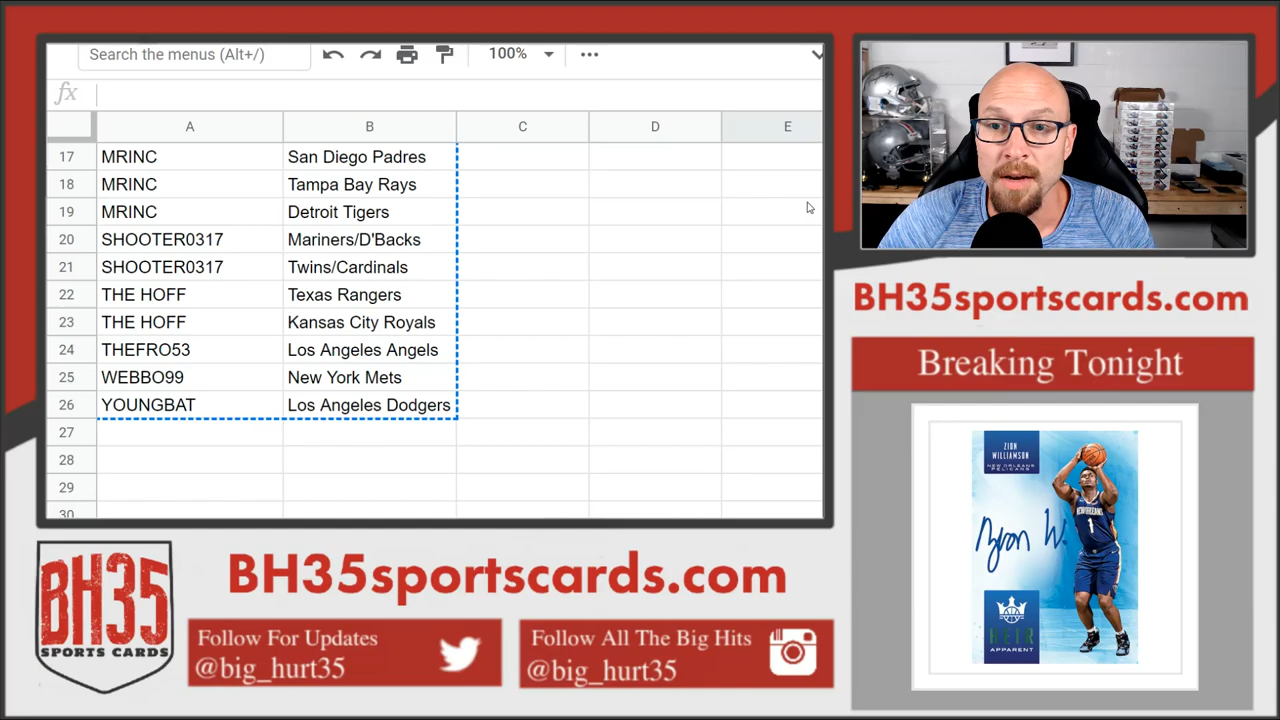 Search the menus (Alt+/)
100%
fx
A B C D E
17 MRINC San Diego Padres
18 MRINC Tampa Bay Rays
19 MRINC Detroit Tigers
20 SHOOTER0317 Mariners/D'Backs
21 SHOOTER0317 Twins/Cardinals
22 THE HOFF Texas Rangers
23 THE HOFF Kansas City Royals
24 THEFRO53 Los Angeles Angels
25 WEBBO99 New York Mets
26 YOUNGBAT Los Angeles Dodgers
27
28
29
30
BH35sportscards.com
Breaking Tonight
ZION
WILLIAMSON
NEW ORLEANS
PELICANS
NEW ORLEANS
1
HEIR
APPARENT
BH35
SPORTS CARDS
BH35sportscards.com
Follow For Updates
@big_hurt35
Follow All The Big Hits
@big_hurt35